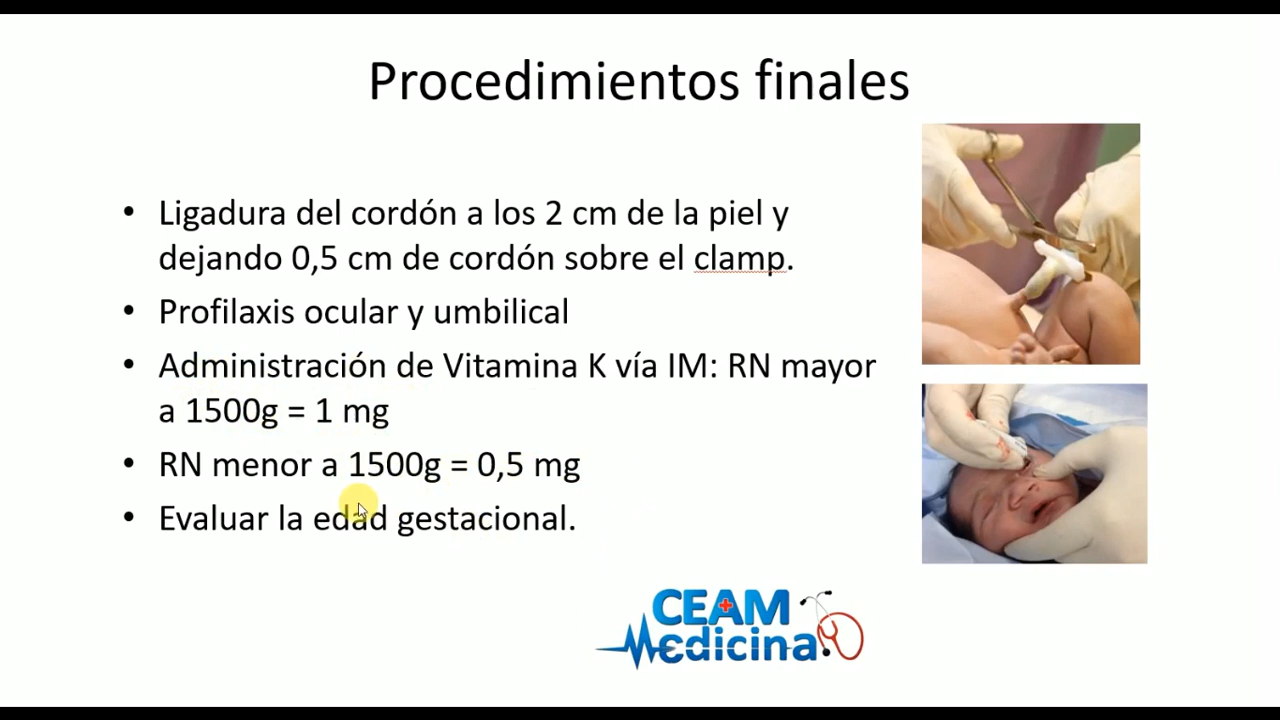 Procedimientos finales
• Ligadura del cordón a los 2 cm de la piel y
dejando 0,5 cm de cordón sobre el clamp.
• Profilaxis ocular y umbilical
• Administración de Vitamina K vía IM: RN mayor
a 1500g = 1 mg
• RN menor a 1500g = 0,5 mg
• Evaluar la edad gestacional.
CEAM
Medicina